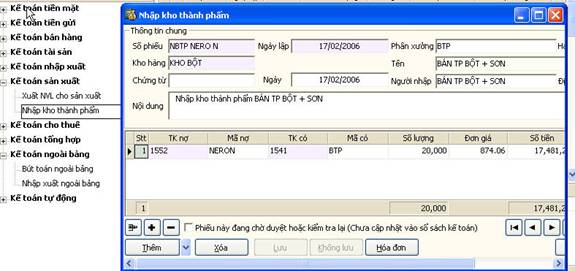 Kế toán tiền mặt
Kế toán tiền gửi
Kế toán bán hàng
Kế toán tài sản
Kế toán nhập xuất
Kế toán sản xuất
Xuất NVL cho sản xuất
Nhập kho thành phẩm
Kế toán cho thuê
Kế toán tổng hợp
Kế toán ngoài bảng
Bút toán ngoài bảng
Nhập xuất ngoài bảng
Kế toán tự động
Nhập kho thành phẩm
Thông tin chung
Số phiếu NBTP NERO N Ngày lập 17/02/2006 Phân xưởng BTP
Kho hàng KHO BỘT Tên BÁN TP BỘT + SƠN
Chứng từ Ngày 17/02/2006 Người nhập BÁN TP BỘT + SƠN
Nội dung Nhập kho thành phẩm BÁN TP BỘT + SƠN
Stt TK nợ Mã nợ TK có Mã có Số lượng Đơn giá Số tiền
1 1552 NERON 1541 BTP 20,000 874.06 17,481,2
1 20,000 17,481,
Phiếu này đang chờ duyệt hoặc kiểm tra lại (Chưa cập nhật vào sổ sách kế toán)
Thêm Xóa Lưu Không lưu Hóa đơn